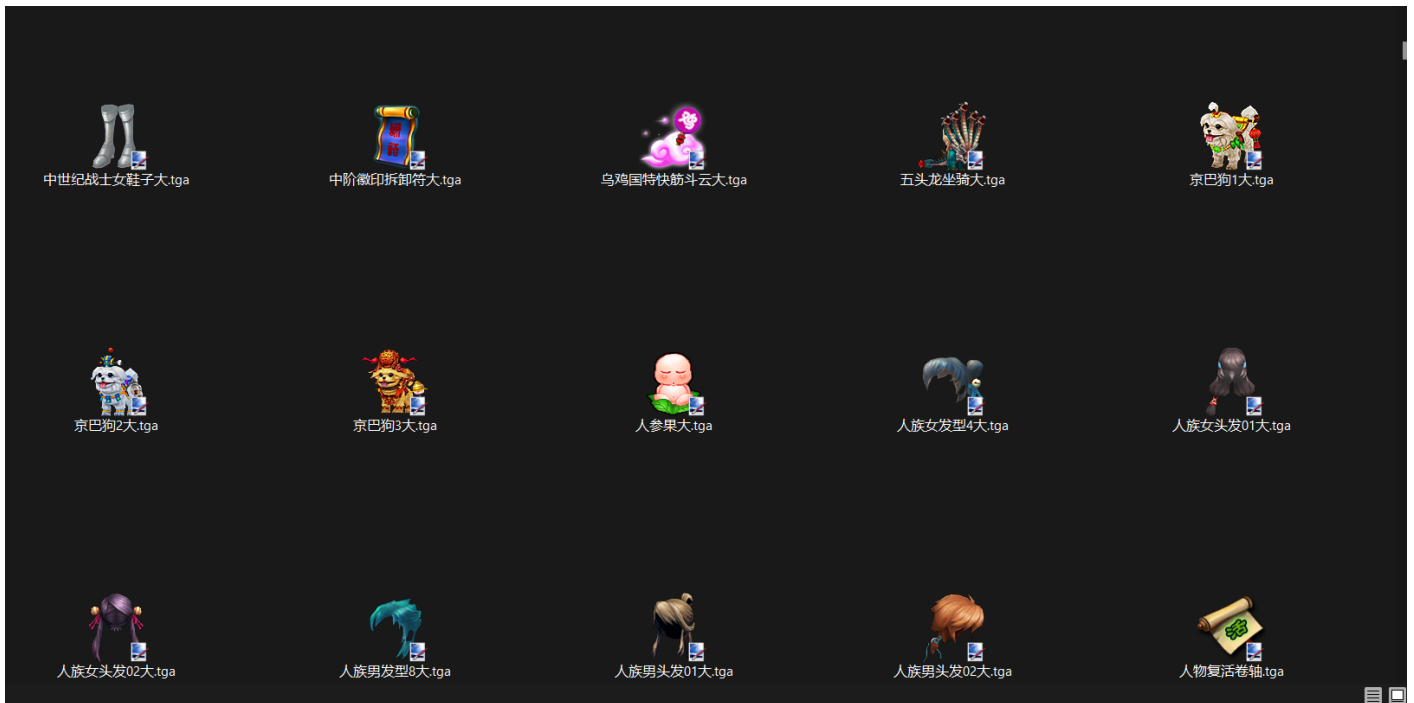 中世纪战士女鞋子大.tga
中阶徽印拆卸符大.tga
乌鸡国特快筋斗云大.tga
五头龙坐骑大.tga
京巴狗1大.tga
京巴狗2大.tga
京巴狗3大.tga
人参果大.tga
人族女发型4大.tga
人族女头发01大.tga
人族女头发02大.tga
人族男发型8大.tga
人族男头发01大.tga
人族男头发02大.tga
活
人物复活卷轴.tga